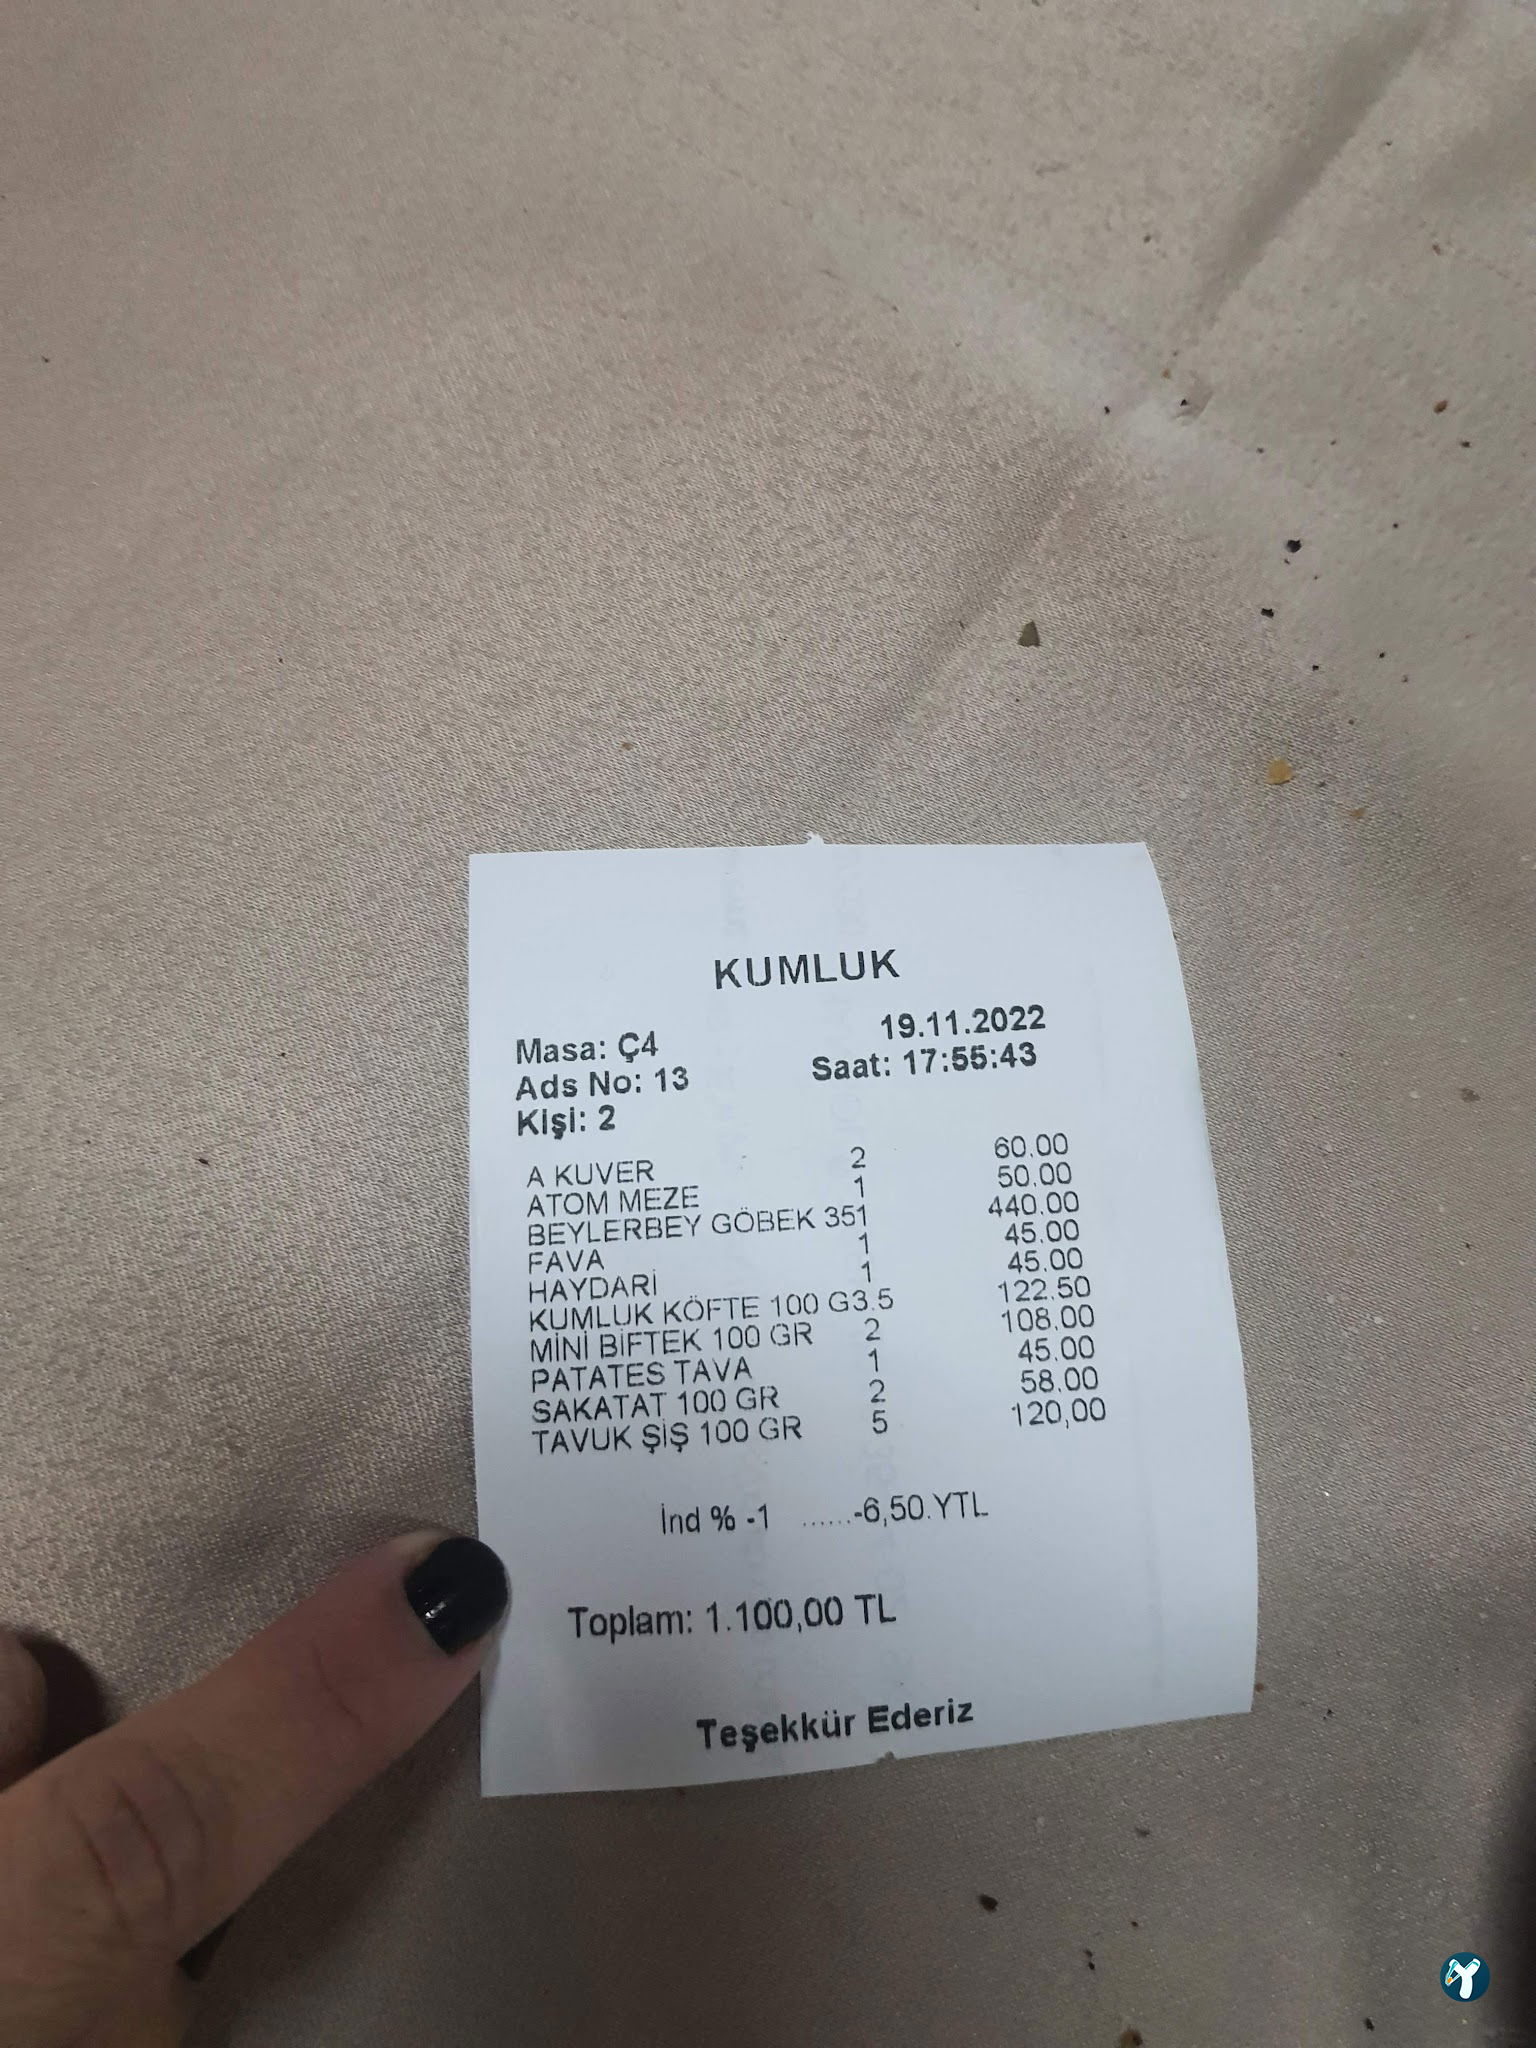 KUMLUK
Masa: Ç4 19.11.2022
Ads No: 13 Saat: 17:55:43
Kişi: 2
A KUVER 2 60.00
ATOM MEZE 1 50.00
BEYLERBEY GÖBEK 351 440.00
FAVA 1 45.00
HAYDARİ 1 45.00
KUMLUK KÖFTE 100 G3.5 122.50
MİNİ BİFTEK 100 GR 2 108.00
PATATES TAVA 1 45.00
SAKATAT 100 GR 2 58.00
TAVUK ŞİŞ 100 GR 5 120,00
İnd % -1 ......-6,50.YTL
Toplam: 1.100,00 TL
Teşekkür Ederiz